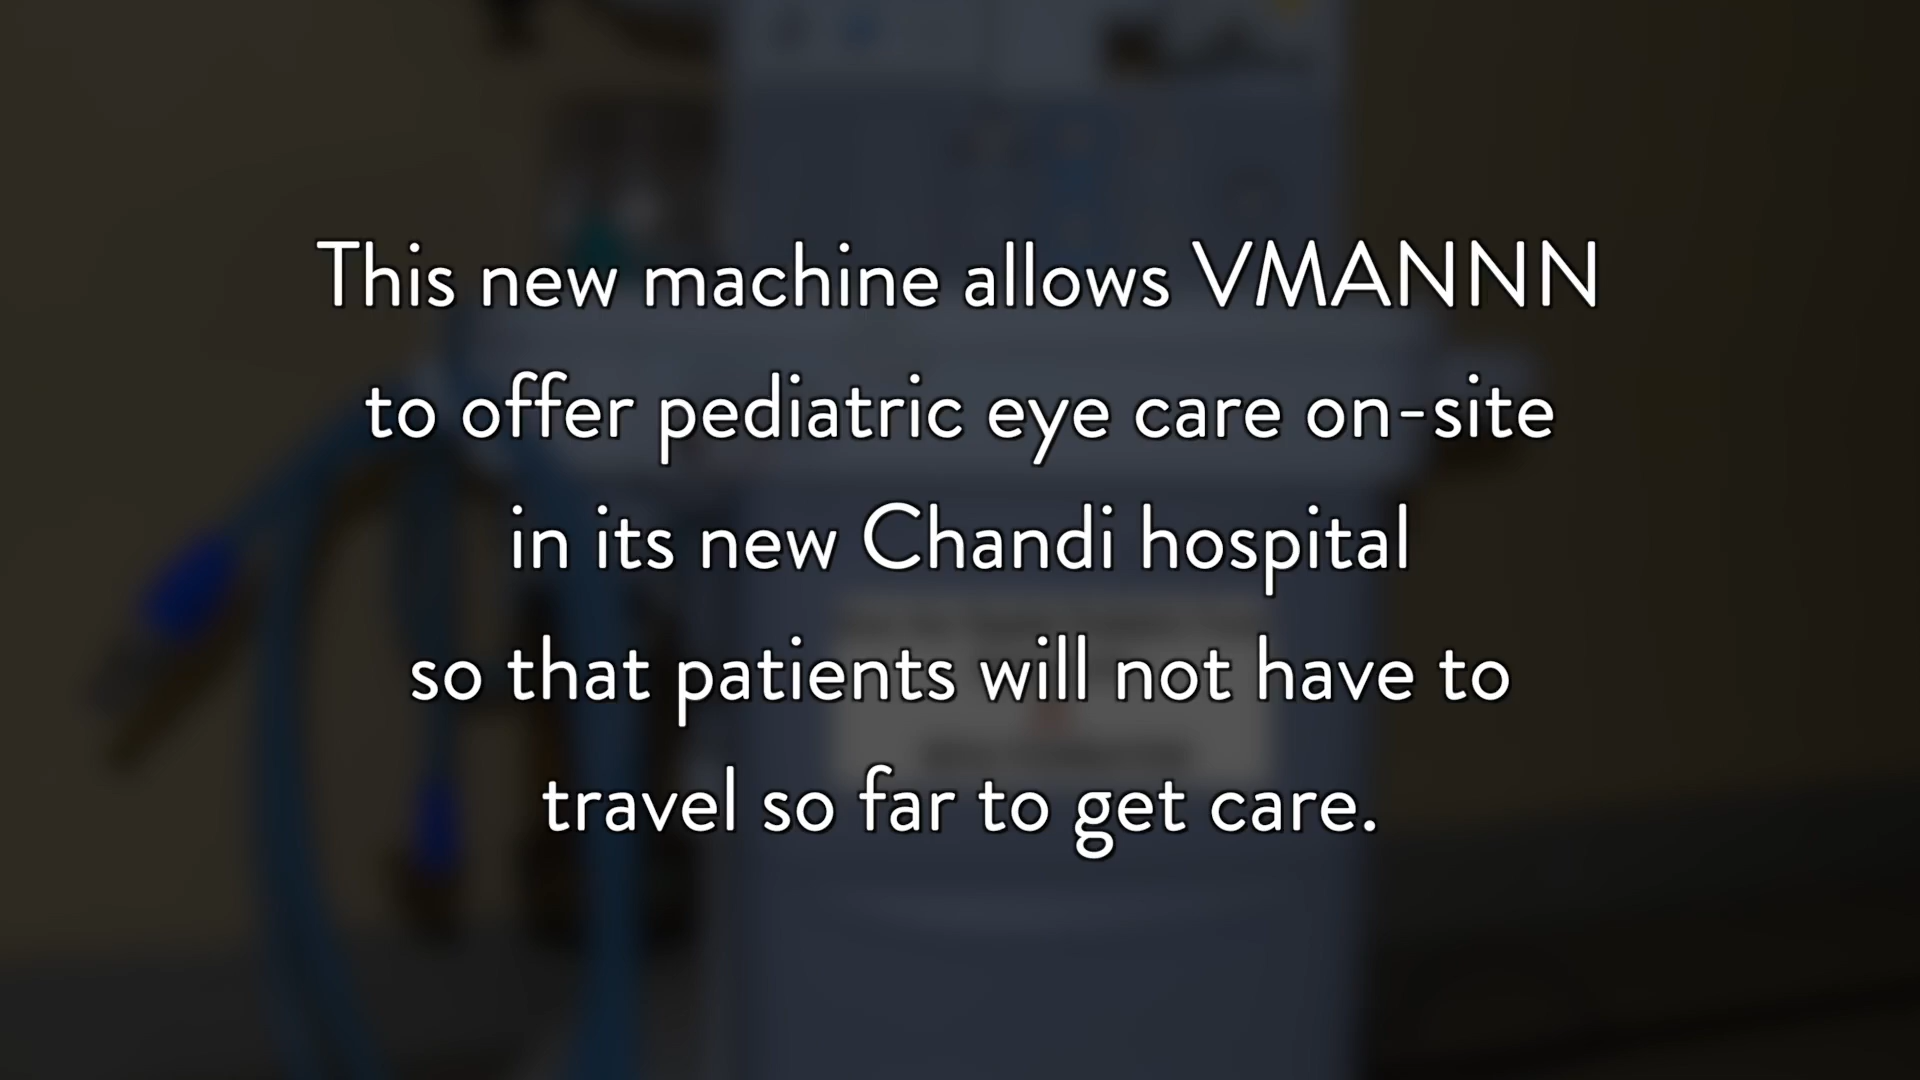 This new machine allows VMANNN
to offer pediatric eye care on-site
in its new Chandi hospital
so that patients will not have to
travel so far to get care.